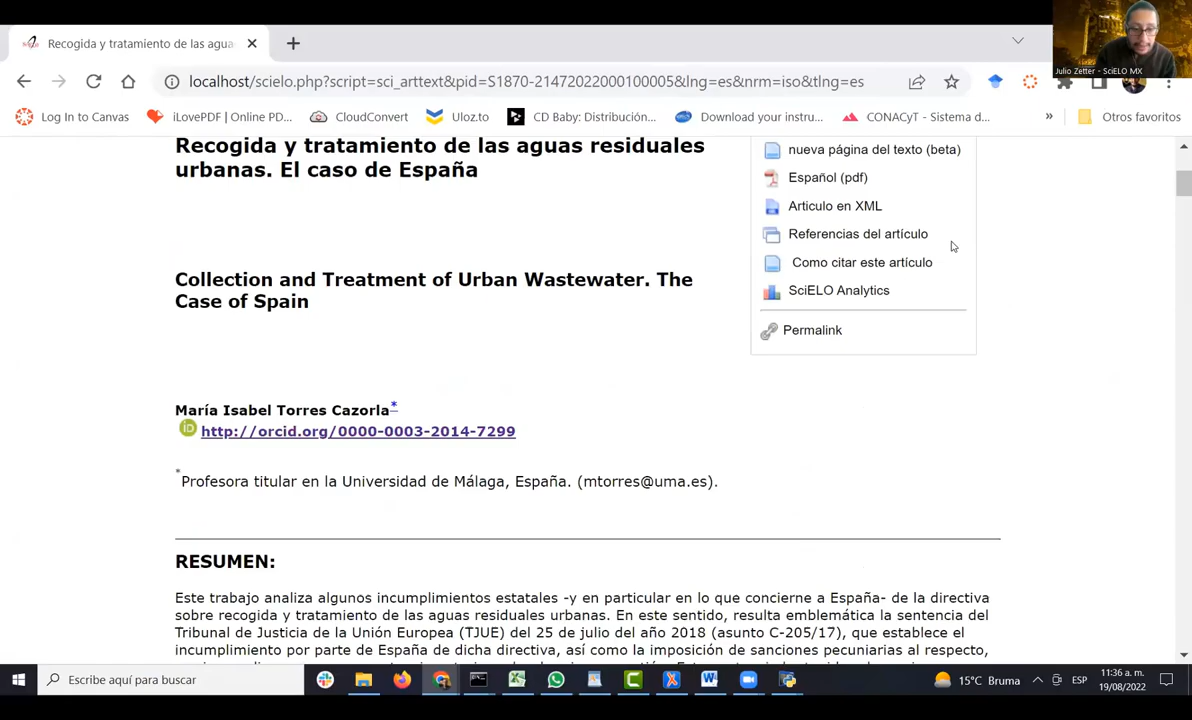 Recogida y tratamiento de las agua
localhost/scielo.php?script=sci_arttext&pid=S1870-21472022000100005&lng=es&nrm=iso&tlng=es
Julio Zetter - SciELO MX
Log In to Canvas
iLovePDF | Online PD...
CloudConvert
Uloz.to
CD Baby: Distribución...
Download your instru...
CONACyT - Sistema d...
»
Otros favoritos
Recogida y tratamiento de las aguas residuales
urbanas. El caso de España
nueva página del texto (beta)
Español (pdf)
Articulo en XML
Referencias del artículo
Como citar este artículo
SciELO Analytics
Permalink
Collection and Treatment of Urban Wastewater. The
Case of Spain
María Isabel Torres Cazorla*
iD http://orcid.org/0000-0003-2014-7299
*Profesora titular en la Universidad de Málaga, España. (mtorres@uma.es).
RESUMEN:
Este trabajo analiza algunos incumplimientos estatales -y en particular en lo que concierne a España- de la directiva
sobre recogida y tratamiento de las aguas residuales urbanas. En este sentido, resulta emblemática la sentencia del
Tribunal de Justicia de la Unión Europea (TJUE) del 25 de julio del año 2018 (asunto C-205/17), que establece el
incumplimiento por parte de España de dicha directiva, así como la imposición de sanciones pecuniarias al respecto,
Escribe aquí para buscar
15°C Bruma
ESP
11:36 a. m.
19/08/2022